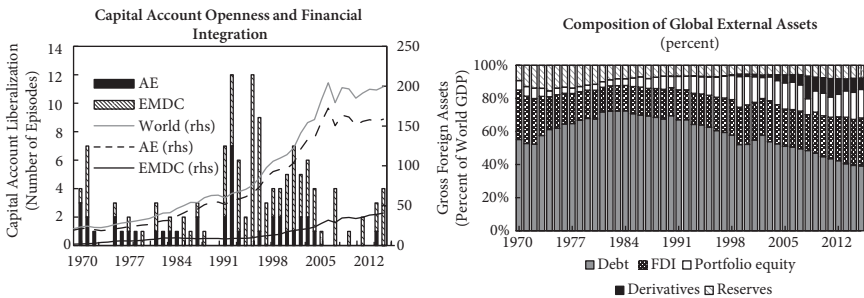 Capital Account Openness and Financial
Integration
Capital Account Liberalization
(Number of Episodes)
14
12
10
8
6
4
2
0
AE
EMDC
World (rhs)
AE (rhs)
EMDC (rhs)
250
200
150
100
50
0
Gross Foreign Assets
(Percent of World GDP)
1970 1977 1984 1991 1998 2005 2012
Composition of Global External Assets
(percent)
100%
80%
60%
40%
20%
0%
1970 1977 1984 1991 1998 2005 2012
Debt FDI Portfolio equity
Derivatives Reserves